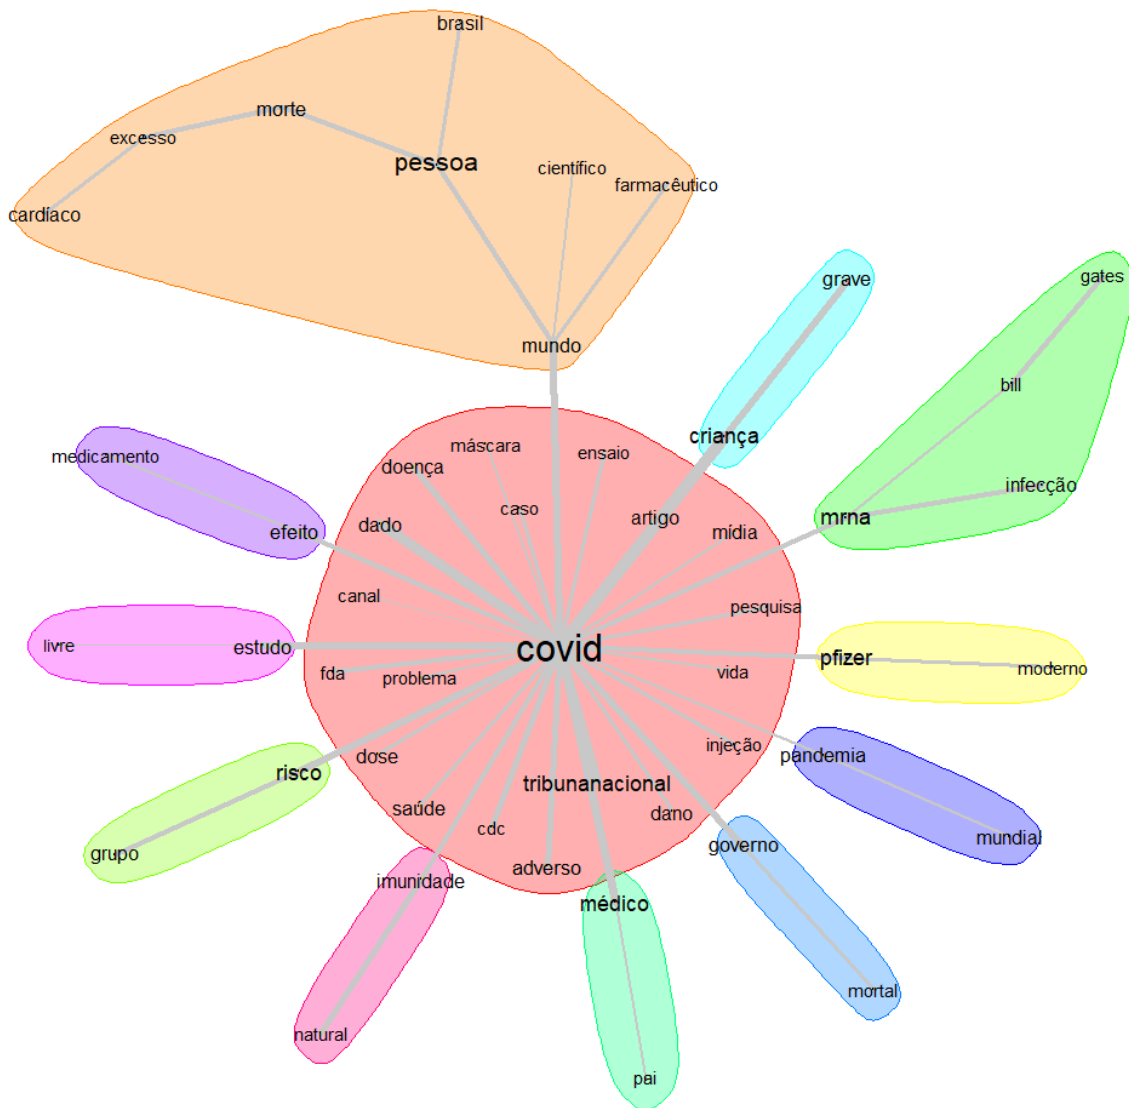 brasil
morte
excesso
pessoa
científico
farmacêutico
cardíaco
grave
gates
mundo
bill
criança
máscara
ensaio
medicamento
doença
infecção
caso
artigo
mrna
dado
efeito
mídia
canal
pesquisa
livre
estudo
covid
pfizer
moderno
fda
problema
vida
injeção
pandemia
dose
risco
tribunanacional
saúde
dano
cdc
mundial
governo
grupo
adverso
imunidade
médico
mortal
natural
pai